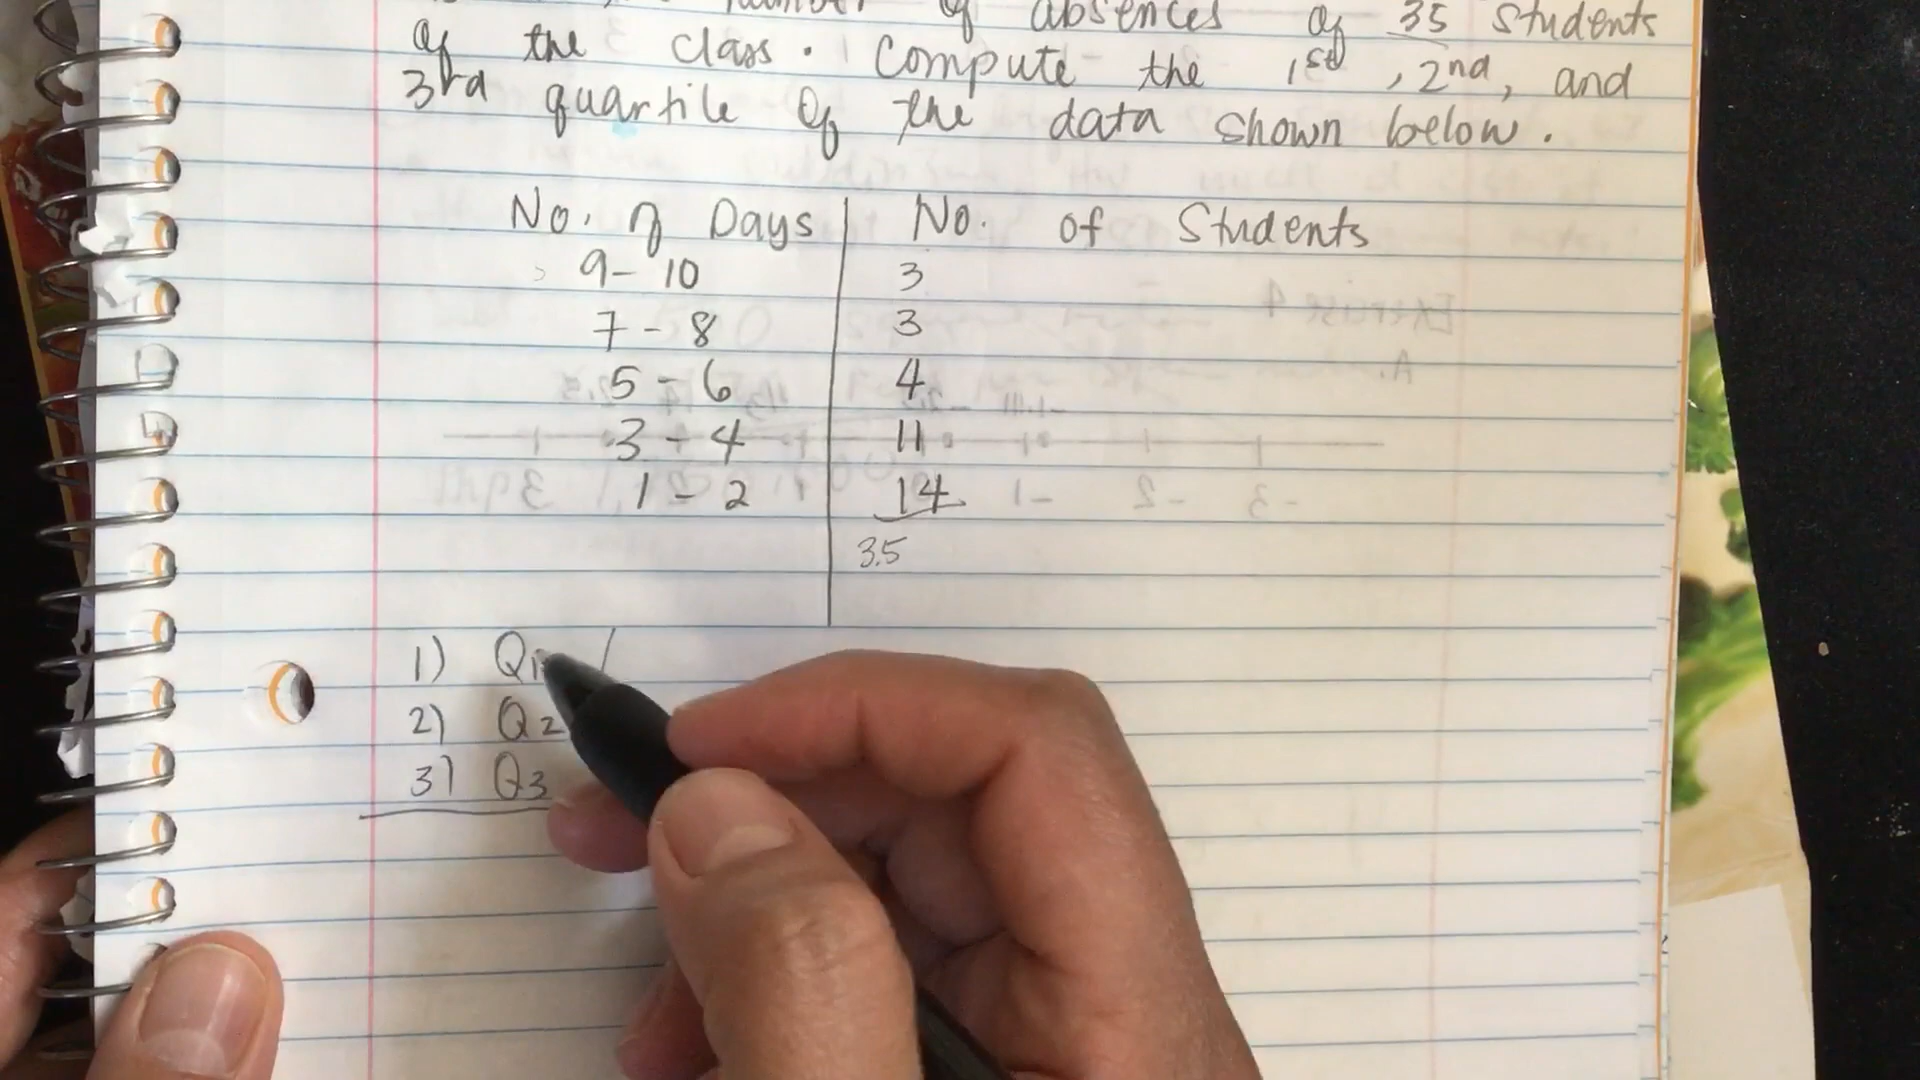 number of absences of 35 students
of the class. Compute the 1st, 2nd, and
3rd quartile of the data shown below.
No. of Days No. of Students
9 - 10 3
7 - 8 3
5 - 6 4
3 - 4 11
1 - 2 14
35
1) Q1
2) Q2
3) Q3